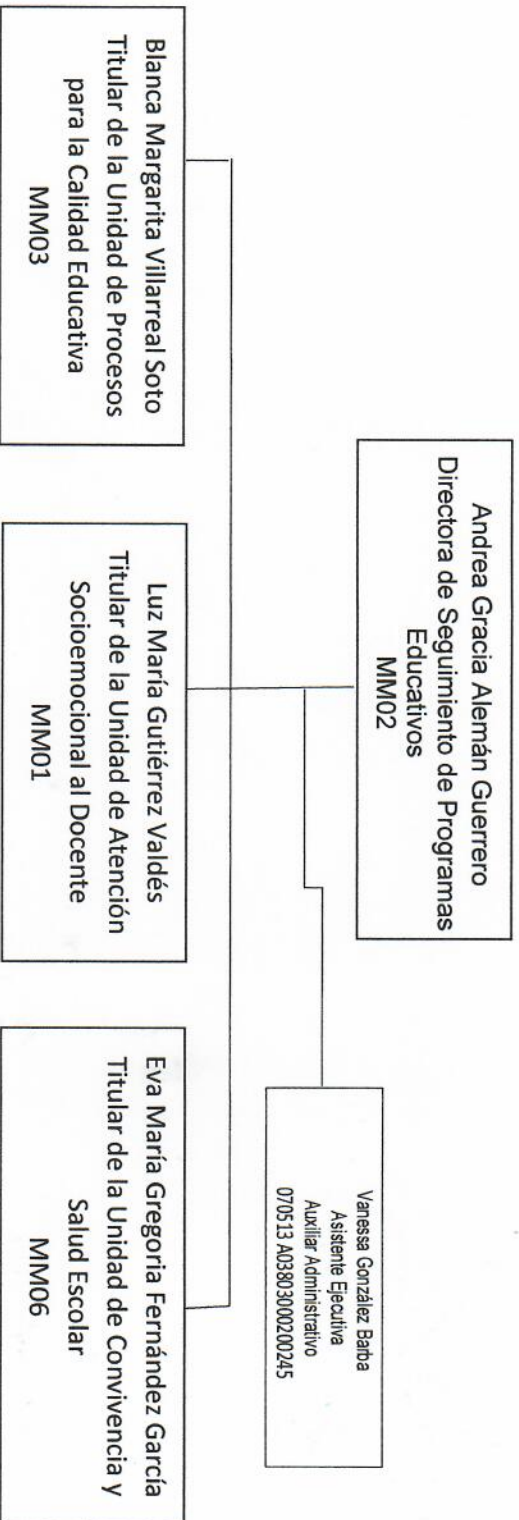 Andrea Gracia Alemán Guerrero
Directora de Seguimiento de Programas
Educativos
MM02
Vanessa González Barba
Asistente Ejecutiva
Auxiliar Administrativo
070513 A03803000200245
Blanca Margarita Villarreal Soto
Titular de la Unidad de Procesos
para la Calidad Educativa
MM03
Luz María Gutiérrez Valdés
Titular de la Unidad de Atención
Socioemocional al Docente
MM01
Eva María Gregoria Fernández García
Titular de la Unidad de Convivencia y
Salud Escolar
MM06